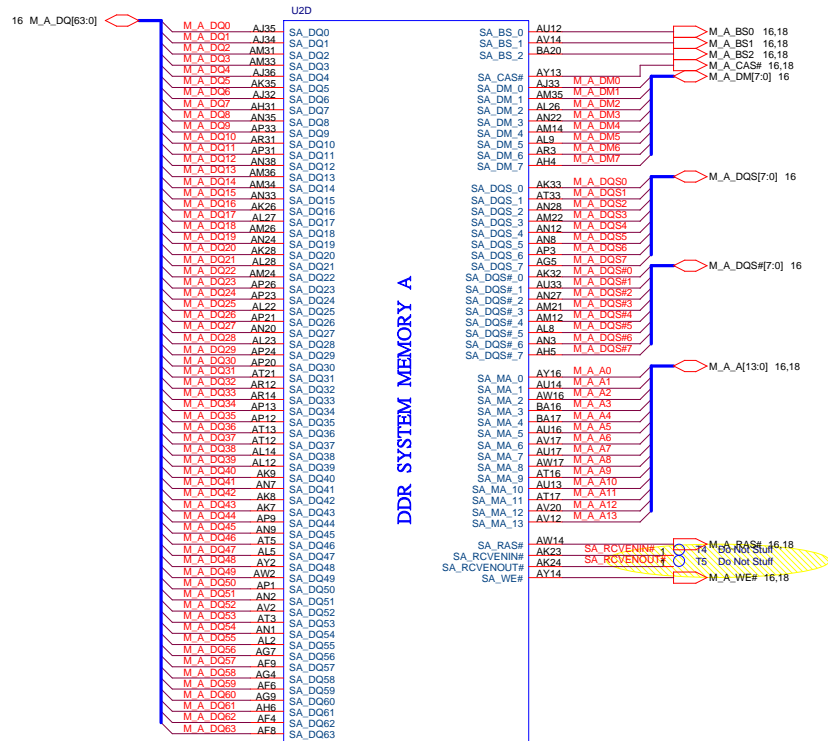 U2D
16 M_A_DQ[63:0]
M_A_DQ0 AJ35 SA_DQ0
M_A_DQ1 AJ34 SA_DQ1
M_A_DQ2 AM31 SA_DQ2
M_A_DQ3 AM33 SA_DQ3
M_A_DQ4 AJ36 SA_DQ4
M_A_DQ5 AK35 SA_DQ5
M_A_DQ6 AJ32 SA_DQ6
M_A_DQ7 AH31 SA_DQ7
M_A_DQ8 AN35 SA_DQ8
M_A_DQ9 AP33 SA_DQ9
M_A_DQ10 AR31 SA_DQ10
M_A_DQ11 AP31 SA_DQ11
M_A_DQ12 AN38 SA_DQ12
M_A_DQ13 AM36 SA_DQ13
M_A_DQ14 AM34 SA_DQ14
M_A_DQ15 AN33 SA_DQ15
M_A_DQ16 AK26 SA_DQ16
M_A_DQ17 AL27 SA_DQ17
M_A_DQ18 AM26 SA_DQ18
M_A_DQ19 AN24 SA_DQ19
M_A_DQ20 AK28 SA_DQ20
M_A_DQ21 AL28 SA_DQ21
M_A_DQ22 AM24 SA_DQ22
M_A_DQ23 AP26 SA_DQ23
M_A_DQ24 AP23 SA_DQ24
M_A_DQ25 AL22 SA_DQ25
M_A_DQ26 AP21 SA_DQ26
M_A_DQ27 AN20 SA_DQ27
M_A_DQ28 AL23 SA_DQ28
M_A_DQ29 AP24 SA_DQ29
M_A_DQ30 AP20 SA_DQ30
M_A_DQ31 AT21 SA_DQ31
M_A_DQ32 AR12 SA_DQ32
M_A_DQ33 AR14 SA_DQ33
M_A_DQ34 AP13 SA_DQ34
M_A_DQ35 AP12 SA_DQ35
M_A_DQ36 AT13 SA_DQ36
M_A_DQ37 AT12 SA_DQ37
M_A_DQ38 AL14 SA_DQ38
M_A_DQ39 AL12 SA_DQ39
M_A_DQ40 AK9 SA_DQ40
M_A_DQ41 AN7 SA_DQ41
M_A_DQ42 AK8 SA_DQ42
M_A_DQ43 AK7 SA_DQ43
M_A_DQ44 AP9 SA_DQ44
M_A_DQ45 AN9 SA_DQ45
M_A_DQ46 AT5 SA_DQ46
M_A_DQ47 AL5 SA_DQ47
M_A_DQ48 AY2 SA_DQ48
M_A_DQ49 AW2 SA_DQ49
M_A_DQ50 AP1 SA_DQ50
M_A_DQ51 AN2 SA_DQ51
M_A_DQ52 AV2 SA_DQ52
M_A_DQ53 AT3 SA_DQ53
M_A_DQ54 AN1 SA_DQ54
M_A_DQ55 AL2 SA_DQ55
M_A_DQ56 AG7 SA_DQ56
M_A_DQ57 AF9 SA_DQ57
M_A_DQ58 AG4 SA_DQ58
M_A_DQ59 AF6 SA_DQ59
M_A_DQ60 AG9 SA_DQ60
M_A_DQ61 AH6 SA_DQ61
M_A_DQ62 AF4 SA_DQ62
M_A_DQ63 AF8 SA_DQ63
DDR SYSTEM MEMORY A
SA_BS_0 AU12 M_A_BS0 16,18
SA_BS_1 AV14 M_A_BS1 16,18
SA_BS_2 BA20 M_A_BS2 16,18
SA_CAS# AY13 M_A_CAS# 16,18
M_A_DM[7:0] 16
SA_DM_0 AJ33 M_A_DM0
SA_DM_1 AM35 M_A_DM1
SA_DM_2 AL26 M_A_DM2
SA_DM_3 AN22 M_A_DM3
SA_DM_4 AM14 M_A_DM4
SA_DM_5 AL9 M_A_DM5
SA_DM_6 AR3 M_A_DM6
SA_DM_7 AH4 M_A_DM7
M_A_DQS[7:0] 16
SA_DQS_0 AK33 M_A_DQS0
SA_DQS_1 AT33 M_A_DQS1
SA_DQS_2 AN28 M_A_DQS2
SA_DQS_3 AM22 M_A_DQS3
SA_DQS_4 AN12 M_A_DQS4
SA_DQS_5 AN8 M_A_DQS5
SA_DQS_6 AP3 M_A_DQS6
SA_DQS_7 AG5 M_A_DQS7
M_A_DQS#[7:0] 16
SA_DQS#_0 AK32 M_A_DQS#0
SA_DQS#_1 AU33 M_A_DQS#1
SA_DQS#_2 AN27 M_A_DQS#2
SA_DQS#_3 AM21 M_A_DQS#3
SA_DQS#_4 AM12 M_A_DQS#4
SA_DQS#_5 AL8 M_A_DQS#5
SA_DQS#_6 AN3 M_A_DQS#6
SA_DQS#_7 AH5 M_A_DQS#7
M_A_A[13:0] 16,18
SA_MA_0 AY16 M_A_A0
SA_MA_1 AU14 M_A_A1
SA_MA_2 AW16 M_A_A2
SA_MA_3 BA16 M_A_A3
SA_MA_4 BA17 M_A_A4
SA_MA_5 AU16 M_A_A5
SA_MA_6 AV17 M_A_A6
SA_MA_7 AU17 M_A_A7
SA_MA_8 AW17 M_A_A8
SA_MA_9 AT16 M_A_A9
SA_MA_10 AU13 M_A_A10
SA_MA_11 AT17 M_A_A11
SA_MA_12 AV20 M_A_A12
SA_MA_13 AV12 M_A_A13
SA_RAS# AW14 M_A_RAS# 16,18
SA_RCVENIN# AK23 SA_RCVENIN# 1 T4 Do Not Stuff
SA_RCVENOUT# AK24 SA_RCVENOUT# 1 T5 Do Not Stuff
SA_WE# AY14 M_A_WE# 16,18